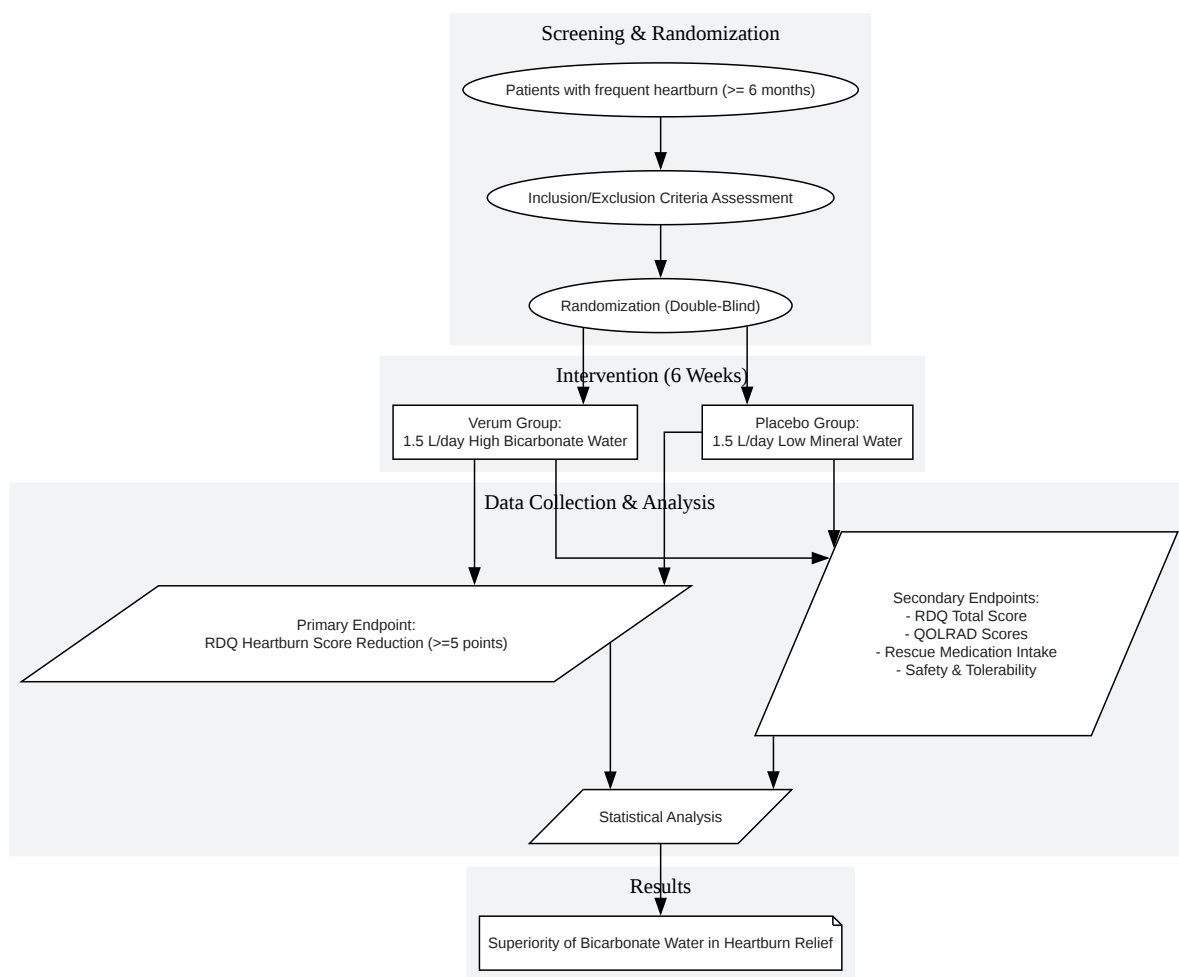 Screening & Randomization
Patients with frequent heartburn (>= 6 months)
Inclusion/Exclusion Criteria Assessment
Randomization (Double-Blind)
Intervention (6 Weeks)
Verum Group:
1.5 L/day High Bicarbonate Water
Placebo Group:
1.5 L/day Low Mineral Water
Data Collection & Analysis
Primary Endpoint:
RDQ Heartburn Score Reduction (>=5 points)
Secondary Endpoints:
- RDQ Total Score
- QOLRAD Scores
- Rescue Medication Intake
- Safety & Tolerability
Statistical Analysis
Results
Superiority of Bicarbonate Water in Heartburn Relief